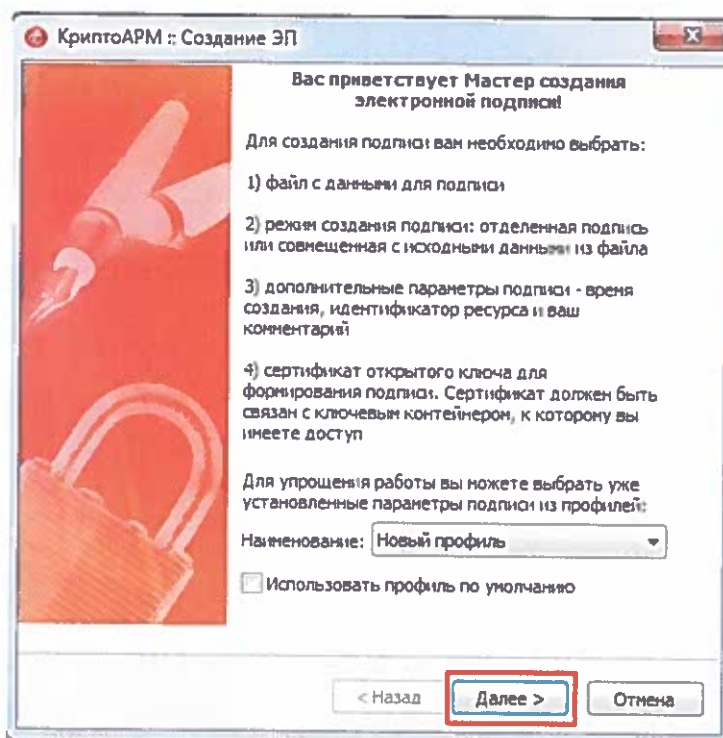 КриптоАРМ :: Создание ЭП
Вас приветствует Мастер создания
электронной подписи!
Для создания подписи вам необходимо выбрать:
1) файл с данными для подписи
2) режим создания подписи: отделенная подпись
или совмещенная с исходными данными из файла
3) дополнительные параметры подписи - время
создания, идентификатор ресурса и ваш
комментарий
4) сертификат открытого ключа для
формирования подписи. Сертификат должен быть
связан с ключевым контейнером, к которому вы
имеете доступ
Для упрощения работы вы можете выбрать уже
установленные параметры подписи из профилей:
Наименование: Новый профиль
Использовать профиль по умолчанию
< Назад Далее > Отмена